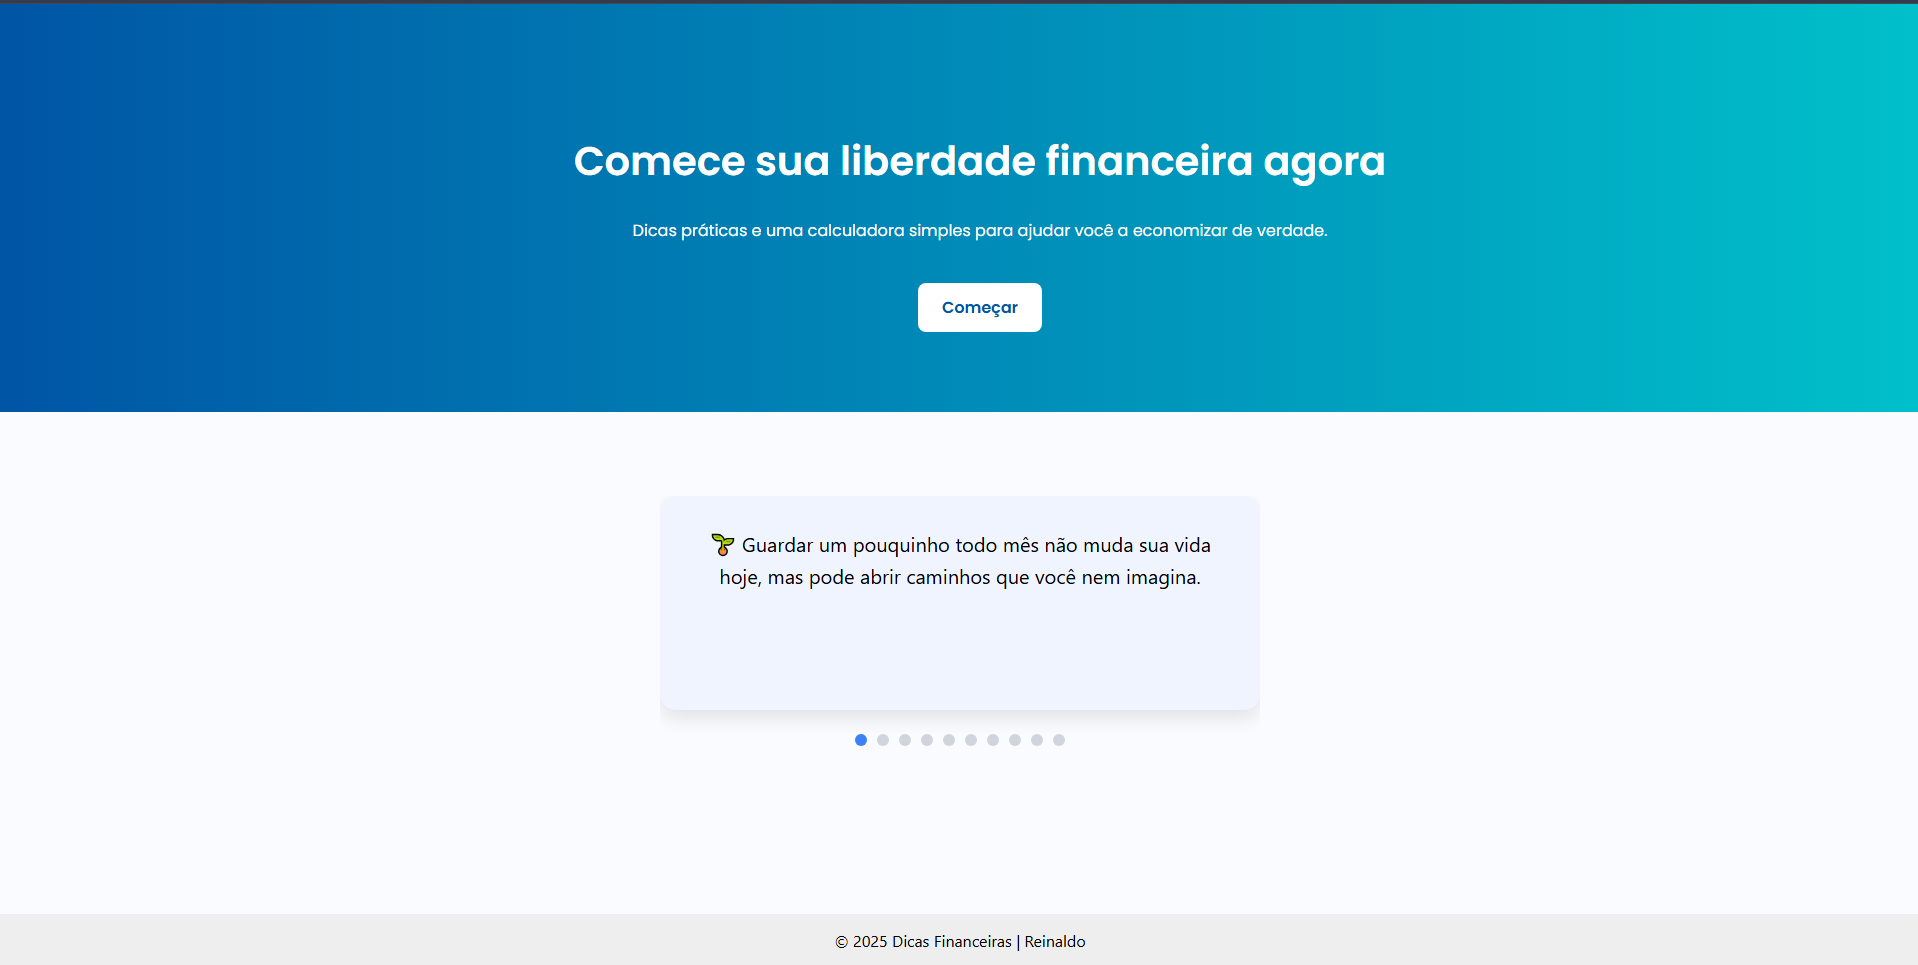 Comece sua liberdade financeira agora
Dicas práticas e uma calculadora simples para ajudar você a economizar de verdade.
Começar
🌱 Guardar um pouquinho todo mês não muda sua vida
hoje, mas pode abrir caminhos que você nem imagina.
© 2025 Dicas Financeiras | Reinaldo